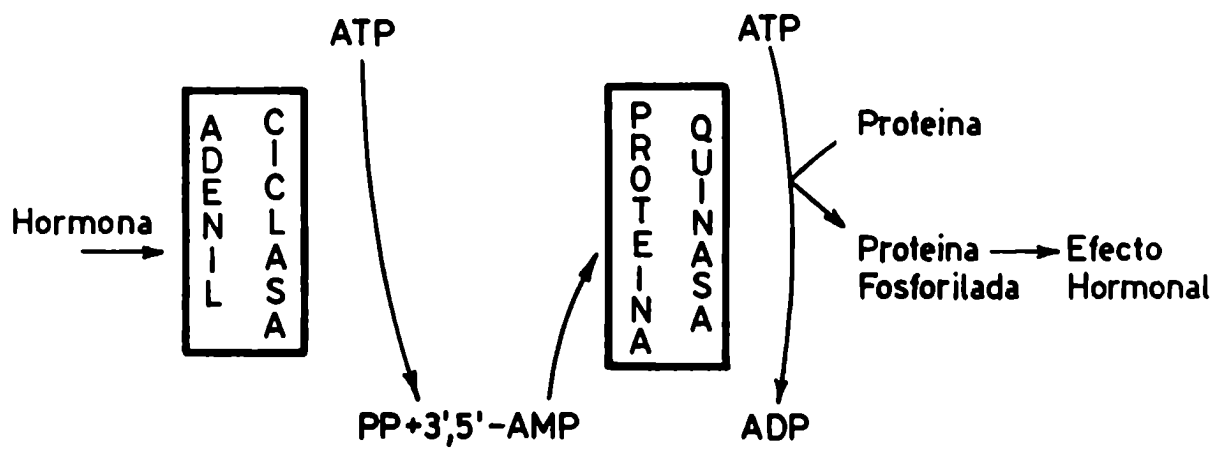 Hormona
ADENIL
CICLASA
ATP
PP+3',5'-AMP
PROTEINA
QUINASA
ATP
ADP
Proteina
Proteina
Fosforilada
Efecto
Hormonal